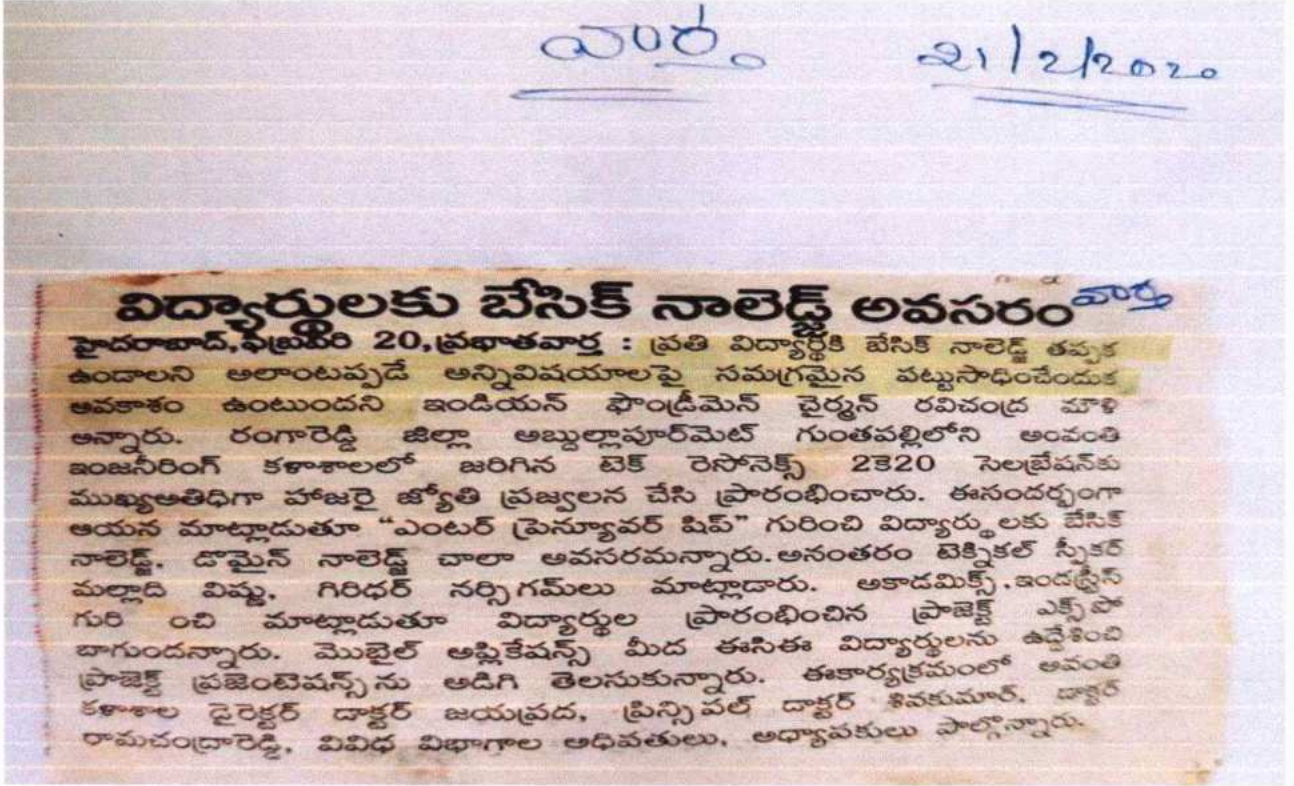 వార్త 21/2/2020
విద్యార్థులకు బేసిక్ నాలెడ్జ్ అవసరం వార్త
హైదరాబాద్,ఫిబ్రవరి 20,ప్రభాతవార్త : ప్రతి విద్యార్థికి బేసిక్ నాలెడ్జ్ తప్పక
ఉండాలని అలాంటప్పుడే అన్నివిషయాలపై సమగ్రమైన పట్టుసాధించేందుకు
అవకాశం ఉంటుందని ఇండియన్ ఫౌండ్రీమెన్ చైర్మన్ రవిచంద్ర మౌళి
అన్నారు. రంగారెడ్డి జిల్లా అబ్దుల్లాపూర్‌మెట్ గుంతపల్లిలోని అంవంతి
ఇంజనీరింగ్ కళాశాలలో జరిగిన టెక్ రెసోనెక్స్ 2కె20 సెలబ్రేషన్‌కు
ముఖ్యఅతిధిగా హాజరై జ్యోతి ప్రజ్వలన చేసి ప్రారంభించారు. ఈసందర్భంగా
ఆయన మాట్లాడుతూ "ఎంటర్ ప్రెన్యూవర్ షిప్" గురించి విద్యార్థులకు బేసిక్
నాలెడ్జ్, డొమైన్ నాలెడ్జ్ చాలా అవసరమన్నారు.అనంతరం టెక్నికల్ స్పీకర్
మల్లాది విష్ణు, గిరిధర్ నర్సిగమ్‌లు మాట్లాడారు. అకాడమిక్స్,ఇండస్ట్రీస్
గురి ంచి మాట్లాడుతూ విద్యార్థుల ప్రారంభించిన ప్రాజెక్ట్ ఎక్స్‌పో
బాగుందన్నారు. మొబైల్ అప్లికేషన్స్ మీద ఈసిఈ విద్యార్థులను ఉద్దేశించి
ప్రాజెక్ట్ ప్రజెంటెషన్స్‌ను అడిగి తెలసుకున్నారు. ఈకార్యక్రమంలో అవంతి
కళాశాల డైరెక్టర్ డాక్టర్ జయప్రద, ప్రిన్సిపల్ డాక్టర్ శివకుమార్, డాక్టర్
రామచంద్రారెడ్డి, వివిధ విభాగాల అధిపతులు, అధ్యాపకులు పాల్గొన్నారు.